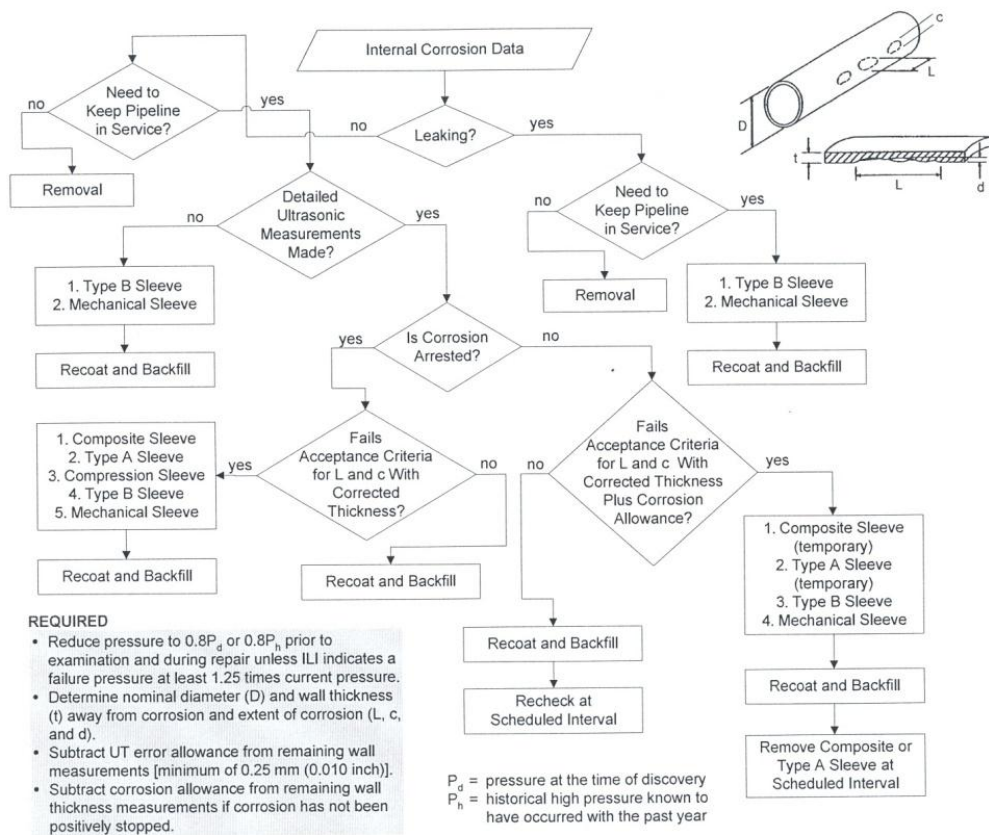 Internal Corrosion Data
Leaking?
no
yes
Need to
Keep Pipeline
in Service?
no
yes
Removal
Detailed
Ultrasonic
Measurements
Made?
no
yes
1. Type B Sleeve
2. Mechanical Sleeve
Recoat and Backfill
Need to
Keep Pipeline
in Service?
no
yes
Removal
1. Type B Sleeve
2. Mechanical Sleeve
Recoat and Backfill
Is Corrosion
Arrested?
yes
no
Fails
Acceptance Criteria
for L and c With
Corrected
Thickness?
yes
no
1. Composite Sleeve
2. Type A Sleeve
3. Compression Sleeve
4. Type B Sleeve
5. Mechanical Sleeve
Recoat and Backfill
Recoat and Backfill
Fails
Acceptance Criteria
for L and c With
Corrected Thickness
Plus Corrosion
Allowance?
no
yes
Recoat and Backfill
Recheck at
Scheduled Interval
1. Composite Sleeve
(temporary)
2. Type A Sleeve
(temporary)
3. Type B Sleeve
4. Mechanical Sleeve
Recoat and Backfill
Remove Composite or
Type A Sleeve at
Scheduled Interval
c
L
D
t
L
d
REQUIRED
• Reduce pressure to 0.8Pd or 0.8Ph prior to
examination and during repair unless ILI indicates a
failure pressure at least 1.25 times current pressure.
• Determine nominal diameter (D) and wall thickness
(t) away from corrosion and extent of corrosion (L, c,
and d).
• Subtract UT error allowance from remaining wall
measurements [minimum of 0.25 mm (0.010 inch)].
• Subtract corrosion allowance from remaining wall
thickness measurements if corrosion has not been
positively stopped.
Pd = pressure at the time of discovery
Ph = historical high pressure known to
have occurred with the past year